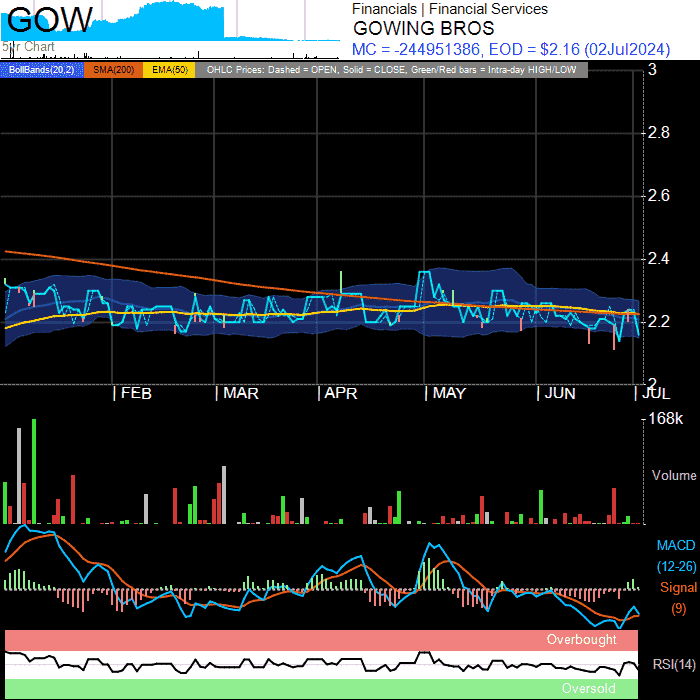 GOW
5yr Chart
Financials | Financial Services
GOWING BROS
MC = -244951386, EOD = $2.16 (02Jul2024)
BollBands(20,2) SMA(200) EMA(50) OHLC Prices: Dashed = OPEN, Solid = CLOSE, Green/Red bars = Intra-day HIGH/LOW
3
2.8
2.6
2.4
2.2
2
| FEB | MAR | APR | MAY | JUN | JUL
168k
Volume
MACD
(12-26)
Signal
(9)
Overbought
RSI(14)
Oversold